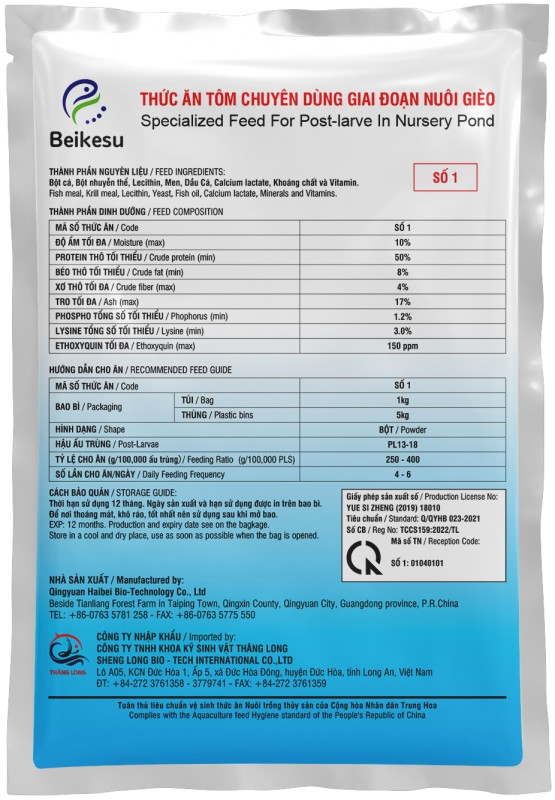 Beikesu
THỨC ĂN TÔM CHUYÊN DÙNG GIAI ĐOẠN NUÔI GIÈO
Specialized Feed For Post-larve In Nursery Pond
THÀNH PHẦN NGUYÊN LIỆU / FEED INGREDIENTS:
Bột cá, Bột nhuyễn thể, Lecithin, Men, Dầu Cá, Calcium lactate, Khoáng chất và Vitamin.
Fish meal, Krill meal, Lecithin, Yeast, Fish oil, Calcium lactate, Minerals and Vitamins.
SỐ 1
THÀNH PHẦN DINH DƯỠNG / FEED COMPOSITION
MÃ SỐ THỨC ĂN / Code SỐ 1
ĐỘ ẨM TỐI ĐA / Moisture (max) 10%
PROTEIN THÔ TỐI THIỂU / Crude protein (min) 50%
BÉO THÔ TỐI THIỂU / Crude fat (min) 8%
XƠ THÔ TỐI ĐA / Crude fiber (max) 4%
TRO TỐI ĐA / Ash (max) 17%
PHOSPHO TỔNG SỐ TỐI THIỂU / Phophorus (min) 1.2%
LYSINE TỔNG SỐ TỐI THIỂU / Lysine (min) 3.0%
ETHOXYQUIN TỐI ĐA / Ethoxyquin (max) 150 ppm
HƯỚNG DẪN CHO ĂN / RECOMMENDED FEED GUIDE
MÃ SỐ THỨC ĂN / Code SỐ 1
BAO BÌ / Packaging TÚI / Bag 1kg
THÙNG / Plastic bins 5kg
HÌNH DẠNG / Shape BỘT / Powder
HẬU ẤU TRÙNG / Post-Larvae PL13-18
TỶ LỆ CHO ĂN (g/100,000 ấu trùng)/ Feeding Ratio (g/100,000 PLS) 250 - 400
SỐ LẦN CHO ĂN/NGÀY / Daily Feeding Frequency 4 - 6
CÁCH BẢO QUẢN / STORAGE GUIDE:
Thời hạn sử dụng 12 tháng. Ngày sản xuất và hạn sử dụng được in trên bao bì.
Để nơi thoáng mát, khô ráo, tốt nhất nên sử dụng sau khi mở bao.
EXP: 12 months. Production and expiry date see on the bagkage.
Store in a cool and dry place, use as soon as possible when the bag is opened.
Giấy phép sản xuất số / Production License No:
YUE SI ZHENG (2019) 18010
Tiêu chuẩn / Standard: Q/QYHB 023-2021
Số CB / Reg No: TCCS159:2022/TL
Mã số TN / Reception Code:
SỐ 1: 01040101
NHÀ SẢN XUẤT / Manufactured by:
Qingyuan Haibei Bio-Technology Co., Ltd
Beside Tianliang Forest Farm in Taiping Town, Qingxin County, Qingyuan City, Guangdong province, P.R.China
TEL: +86-0763 5781 258 - FAX: +86-0763 5775 550
THĂNG LONG
CÔNG TY NHẬP KHẨU / Imported by:
CÔNG TY TNHH KHOA KỸ SINH VẬT THĂNG LONG
SHENG LONG BIO - TECH INTERNATIONAL CO.,LTD
Lô A05, KCN Đức Hòa 1, Ấp 5, xã Đức Hòa Đông, huyện Đức Hòa, tỉnh Long An, Việt Nam
ĐT: +84-272 3761358 - 3779741 - FAX: +84-272 3761359
Tuân thủ tiêu chuẩn vệ sinh thức ăn Nuôi trồng thủy sản của Cộng hòa Nhân dân Trung Hoa
Complies with the Aquaculture feed Hygiene standard of the People's Republic of China